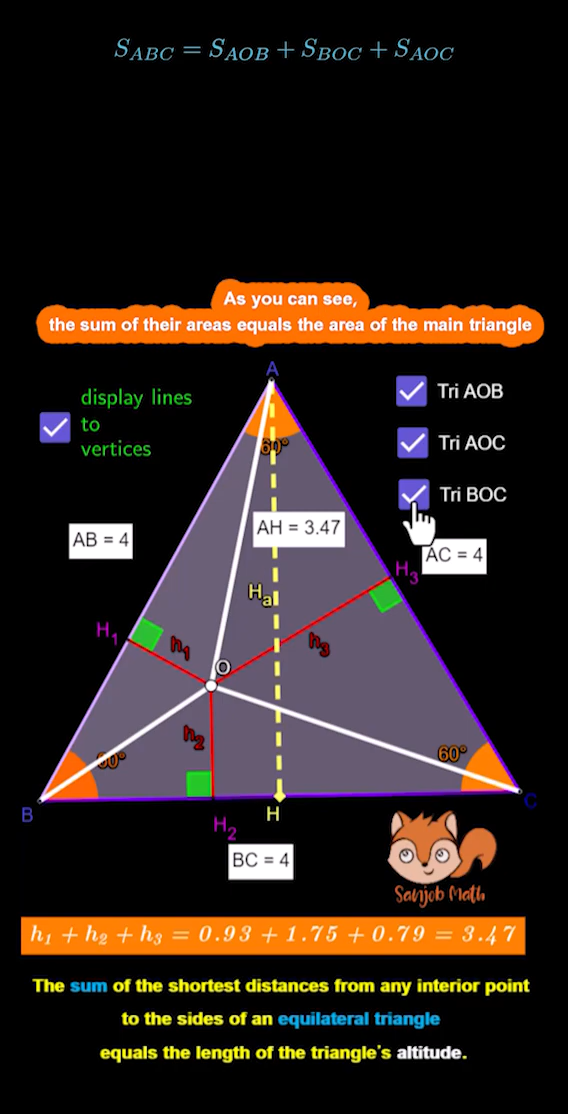 S_ABC = S_AOB + S_BOC + S_AOC
As you can see,
the sum of their areas equals the area of the main triangle
A
display lines
to
vertices
Tri AOB
Tri AOC
Tri BOC
60°
AB = 4
AH = 3.47
AC = 4
H₃
Hₐ
H₁
h₁
h₃
O
h₂
60°
60°
B
H
C
H₂
BC = 4
Sanjob Math
h₁ + h₂ + h₃ = 0.93 + 1.75 + 0.79 = 3.47
The sum of the shortest distances from any interior point
to the sides of an equilateral triangle
equals the length of the triangle's altitude.